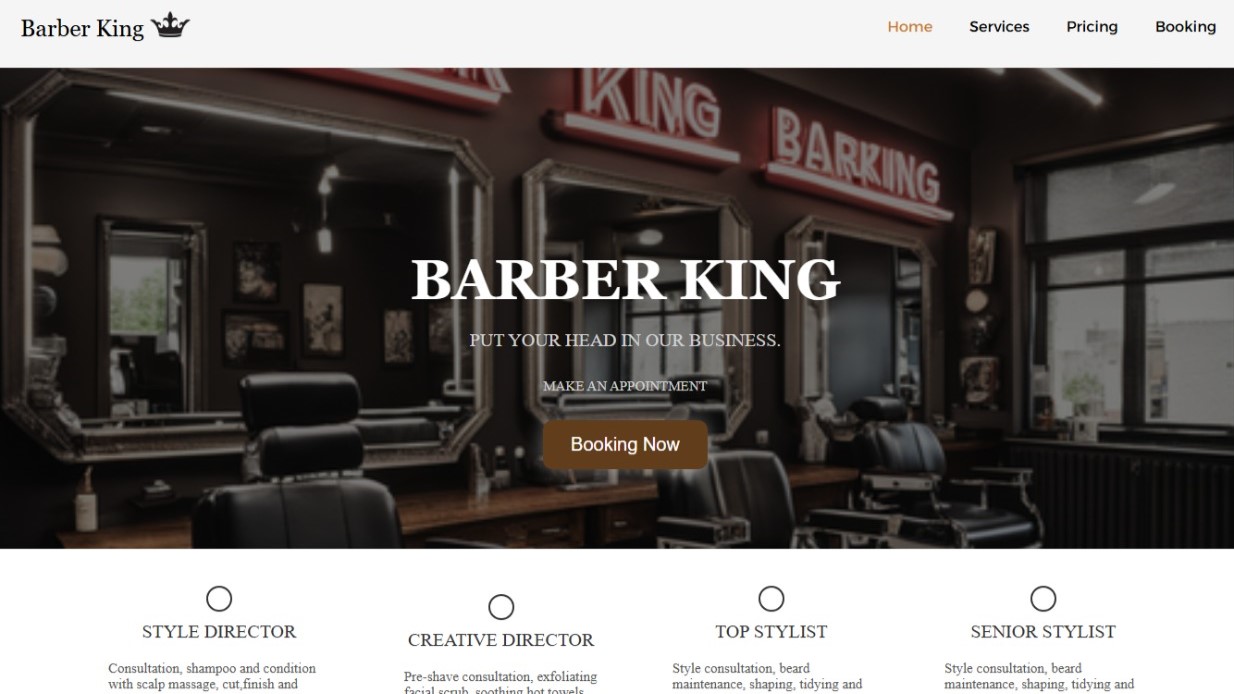 Barber King
Home Services Pricing Booking
KING
BARKING
BARBER KING
PUT YOUR HEAD IN OUR BUSINESS.
MAKE AN APPOINTMENT
Booking Now
STYLE DIRECTOR
Consultation, shampoo and condition
with scalp massage, cut,finish and
CREATIVE DIRECTOR
Pre-shave consultation, exfoliating
facial scrub, soothing hot towels
TOP STYLIST
Style consultation, beard
maintenance, shaping, tidying and
SENIOR STYLIST
Style consultation, beard
maintenance, shaping, tidying and